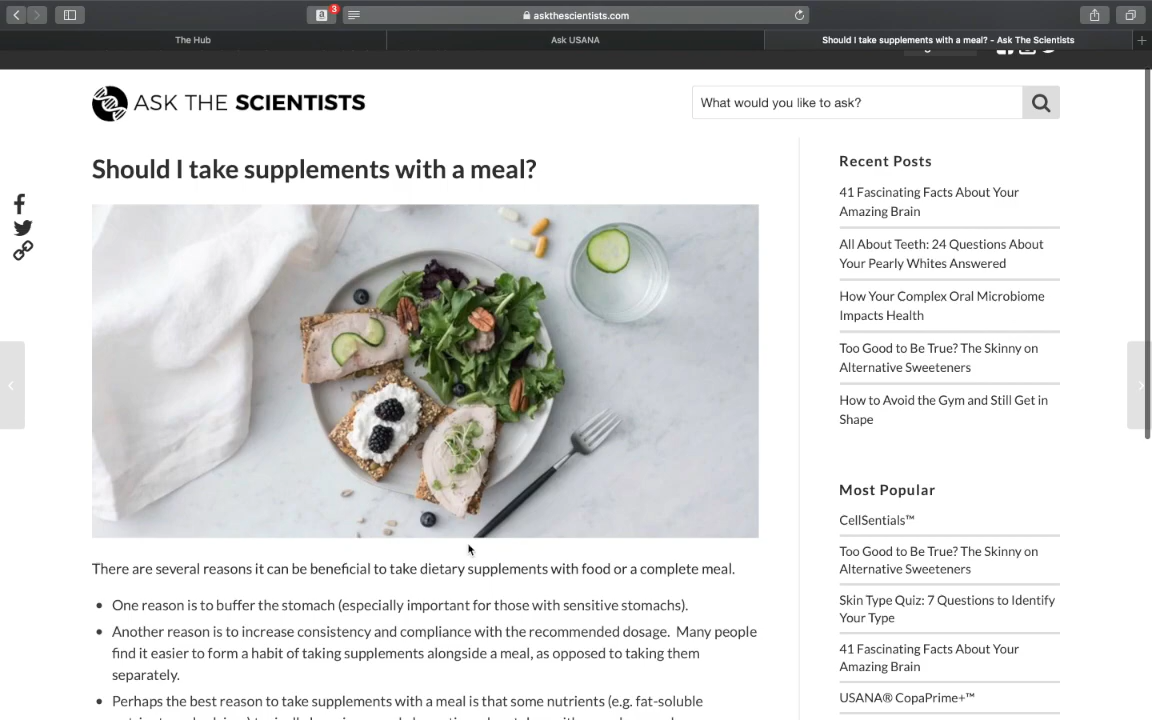 3
askthescientists.com
The Hub
Ask USANA
Should I take supplements with a meal? - Ask The Scientists
ASK THE SCIENTISTS
What would you like to ask?
Should I take supplements with a meal?
There are several reasons it can be beneficial to take dietary supplements with food or a complete meal.
• One reason is to buffer the stomach (especially important for those with sensitive stomachs).
• Another reason is to increase consistency and compliance with the recommended dosage. Many people
find it easier to form a habit of taking supplements alongside a meal, as opposed to taking them
separately.
• Perhaps the best reason to take supplements with a meal is that some nutrients (e.g. fat-soluble
Recent Posts
41 Fascinating Facts About Your
Amazing Brain
All About Teeth: 24 Questions About
Your Pearly Whites Answered
How Your Complex Oral Microbiome
Impacts Health
Too Good to Be True? The Skinny on
Alternative Sweeteners
How to Avoid the Gym and Still Get in
Shape
Most Popular
CellSentials™
Too Good to Be True? The Skinny on
Alternative Sweeteners
Skin Type Quiz: 7 Questions to Identify
Your Type
41 Fascinating Facts About Your
Amazing Brain
USANA® CopaPrime+™